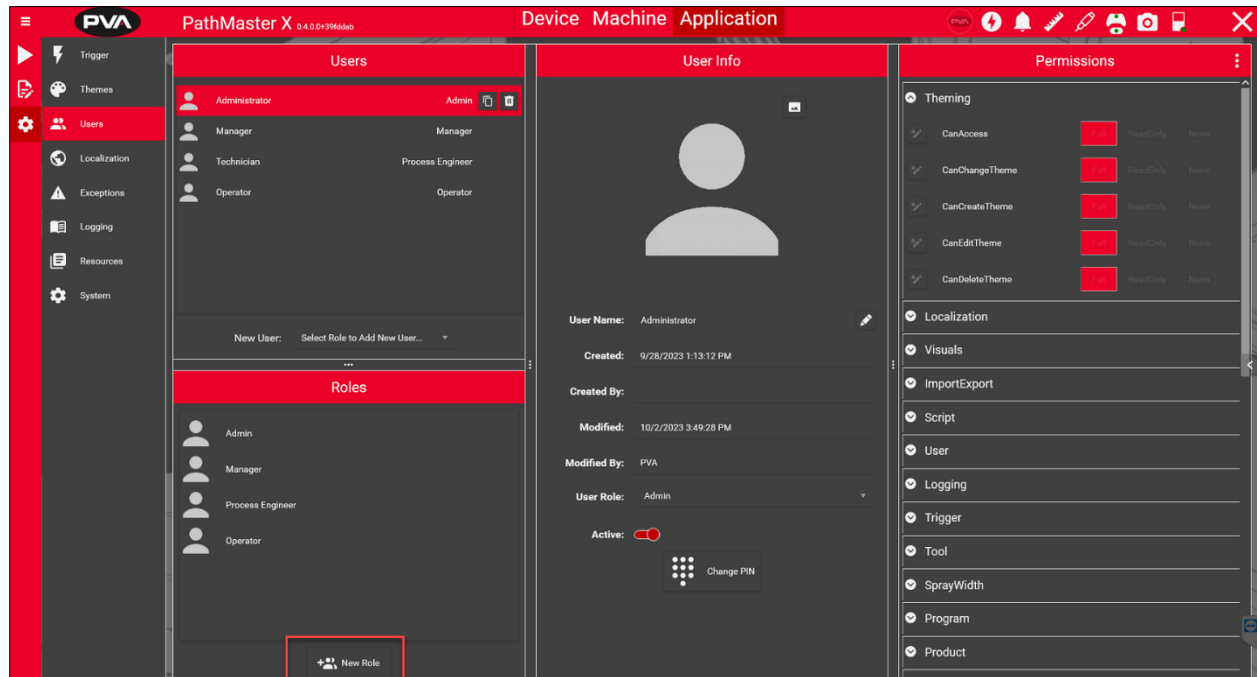 PVA
PathMaster X 0.4.0.0+39fddab
Device Machine Application
Trigger
Themes
Users
Localization
Exceptions
Logging
Resources
System
Users
Administrator Admin
Manager Manager
Technician Process Engineer
Operator Operator
New User: Select Role to Add New User...
Roles
Admin
Manager
Process Engineer
Operator
New Role
User Info
User Name: Administrator
Created: 9/28/2023 1:13:12 PM
Created By:
Modified: 10/2/2023 3:49:28 PM
Modified By: PVA
User Role: Admin
Active:
Change PIN
Permissions
Theming
CanAccess Full ReadOnly None
CanChangeTheme Full ReadOnly None
CanCreateTheme Full ReadOnly None
CanEditTheme Full ReadOnly None
CanDeleteTheme Full ReadOnly None
Localization
Visuals
ImportExport
Script
User
Logging
Trigger
Tool
SprayWidth
Program
Product